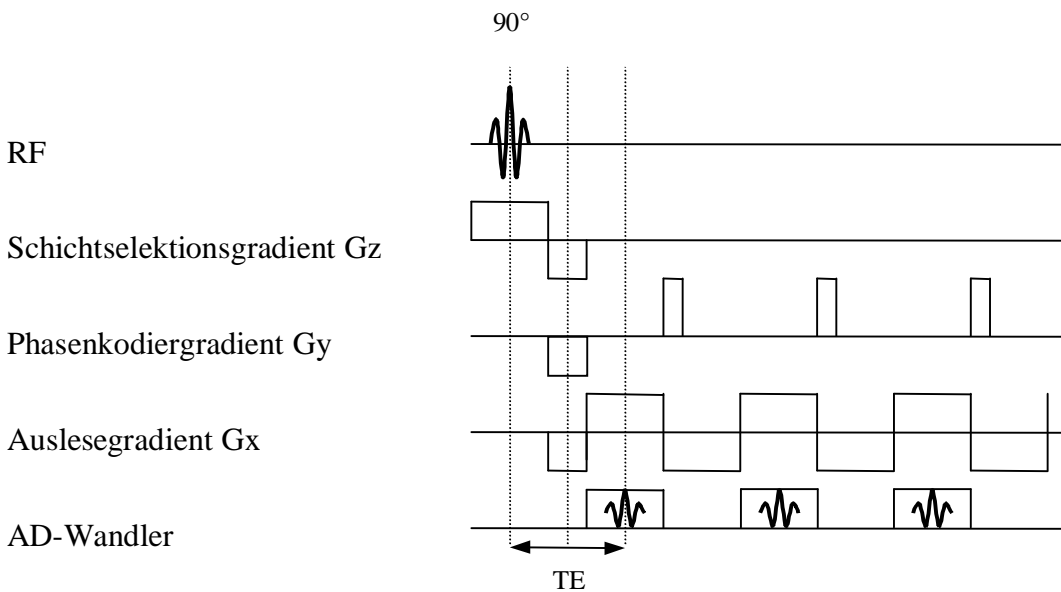 90°
RF
Schichtselektionsgradient Gz
Phasenkodiergradient Gy
Auslesegradient Gx
AD-Wandler
TE